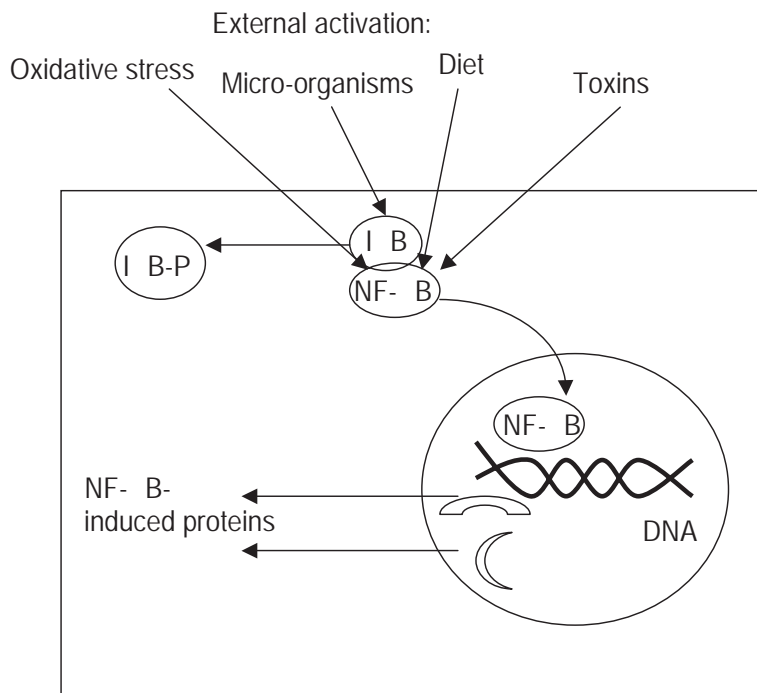 External activation:
Oxidative stress
Micro-organisms
Diet
Toxins
I B
I B-P
NF- B
NF- B
NF- B-
induced proteins
DNA